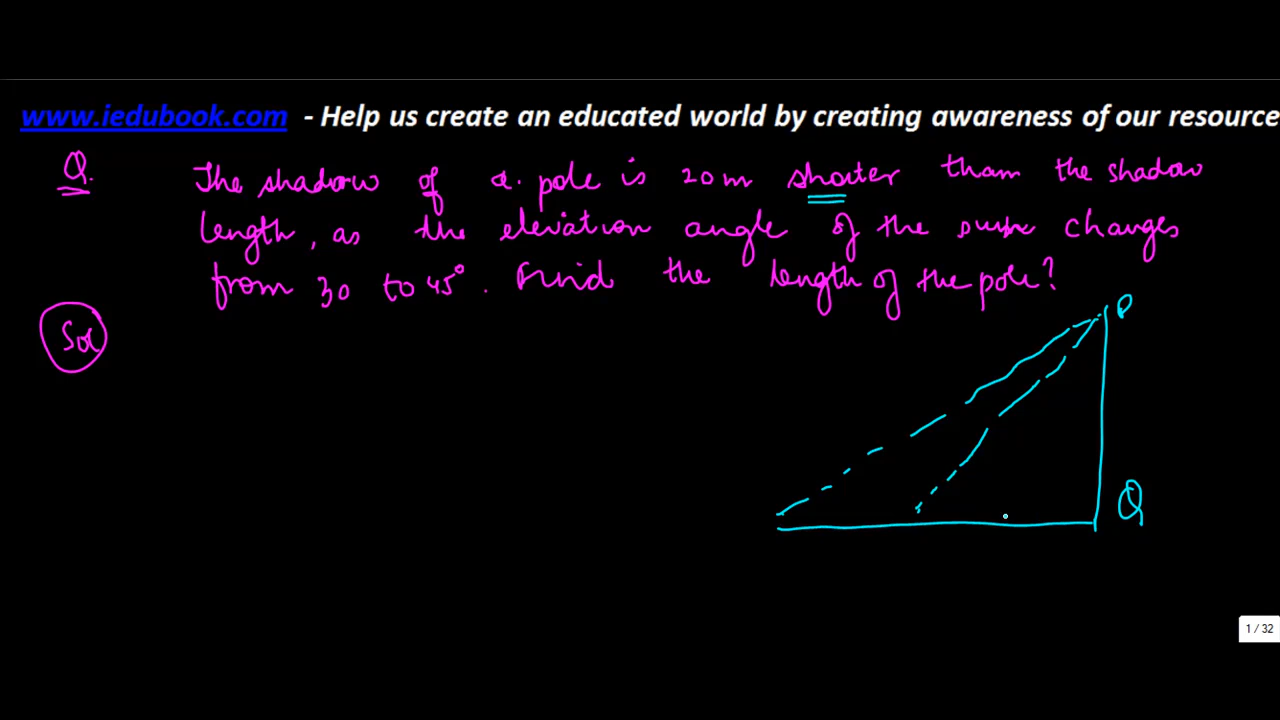 www.iedubook.com - Help us create an educated world by creating awareness of our resource
Q. The shadow of a. pole is 20m shorter than the shadow
length, as the elevation angle of the sun changes
from 30 to 45°. Find the length of the pole?
Sol
P
Q
1 / 32